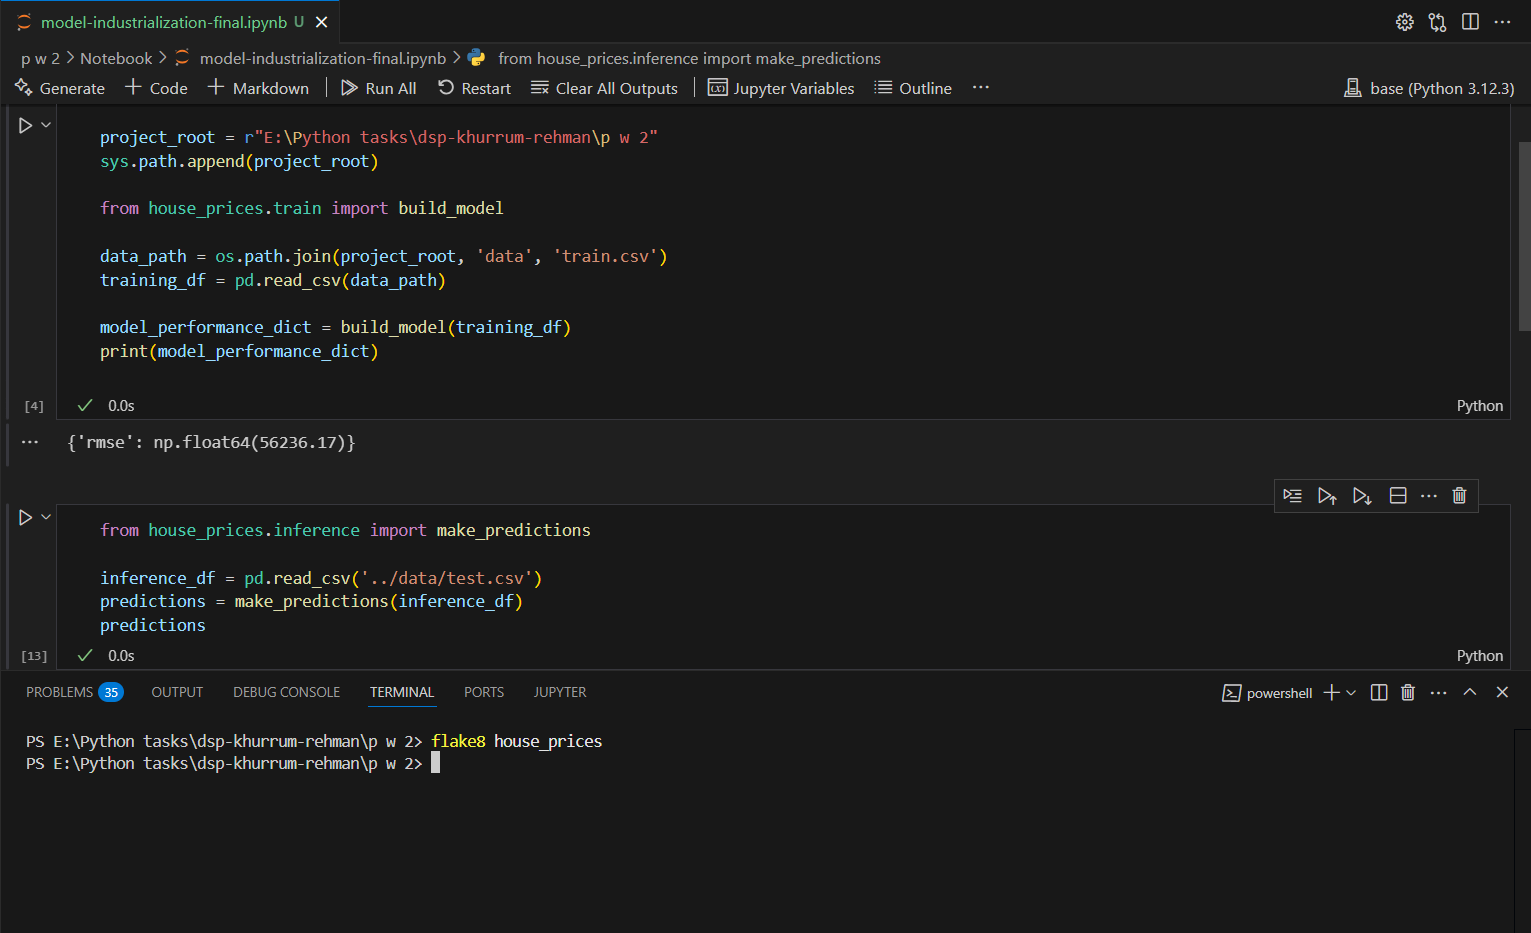 model-industrialization-final.ipynb U
p w 2 > Notebook > model-industrialization-final.ipynb > from house_prices.inference import make_predictions
Generate + Code + Markdown Run All Restart Clear All Outputs Jupyter Variables Outline ... base (Python 3.12.3)
project_root = r"E:\Python tasks\dsp-khurrum-rehman\p w 2"
sys.path.append(project_root)
from house_prices.train import build_model
data_path = os.path.join(project_root, 'data', 'train.csv')
training_df = pd.read_csv(data_path)
model_performance_dict = build_model(training_df)
print(model_performance_dict)
[4] 0.0s Python
... {'rmse': np.float64(56236.17)}
from house_prices.inference import make_predictions
inference_df = pd.read_csv('../data/test.csv')
predictions = make_predictions(inference_df)
predictions
[13] 0.0s Python
PROBLEMS 35 OUTPUT DEBUG CONSOLE TERMINAL PORTS JUPYTER powershell
PS E:\Python tasks\dsp-khurrum-rehman\p w 2> flake8 house_prices
PS E:\Python tasks\dsp-khurrum-rehman\p w 2>